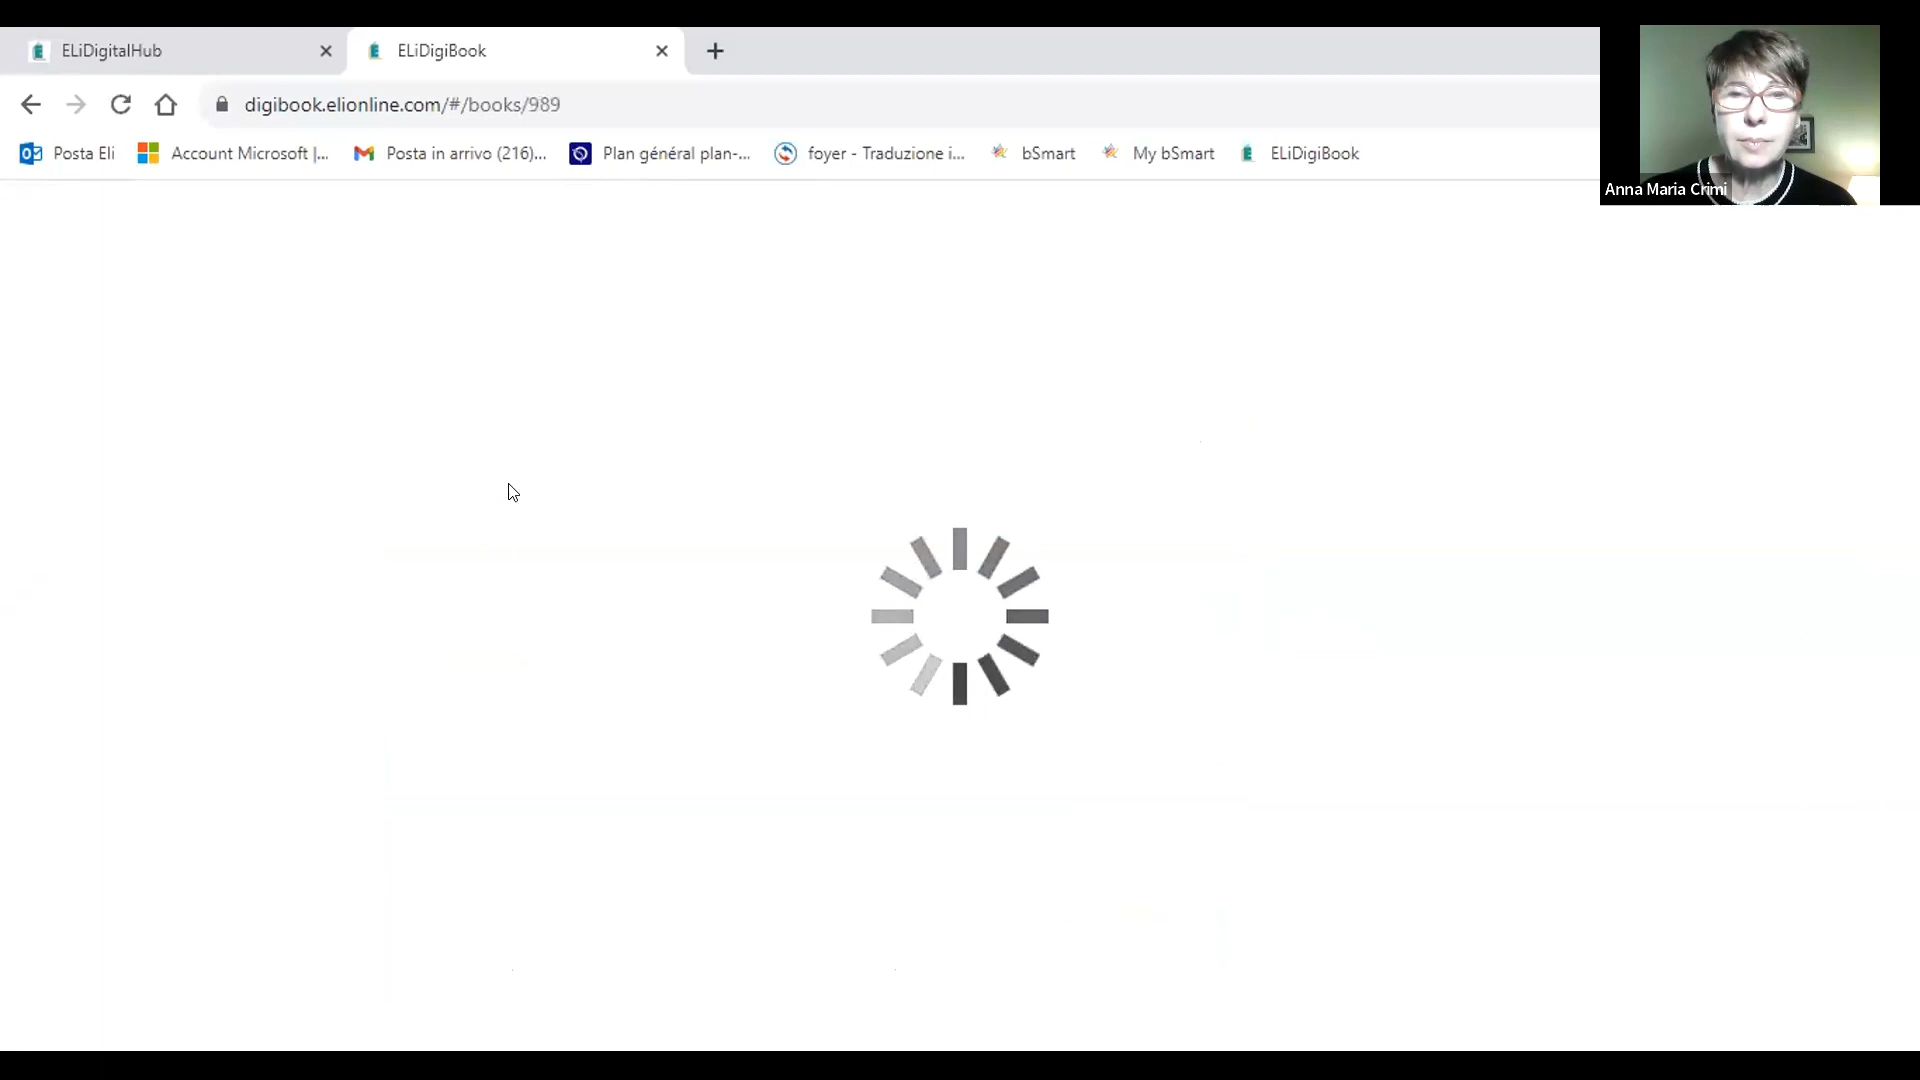 ELiDigitalHub
ELiDigiBook
digibook.elionline.com/#/books/989
Posta Eli
Account Microsoft |...
Posta in arrivo (216)...
Plan général plan-...
foyer - Traduzione i...
bSmart
My bSmart
ELiDigiBook
Anna Maria Crimi